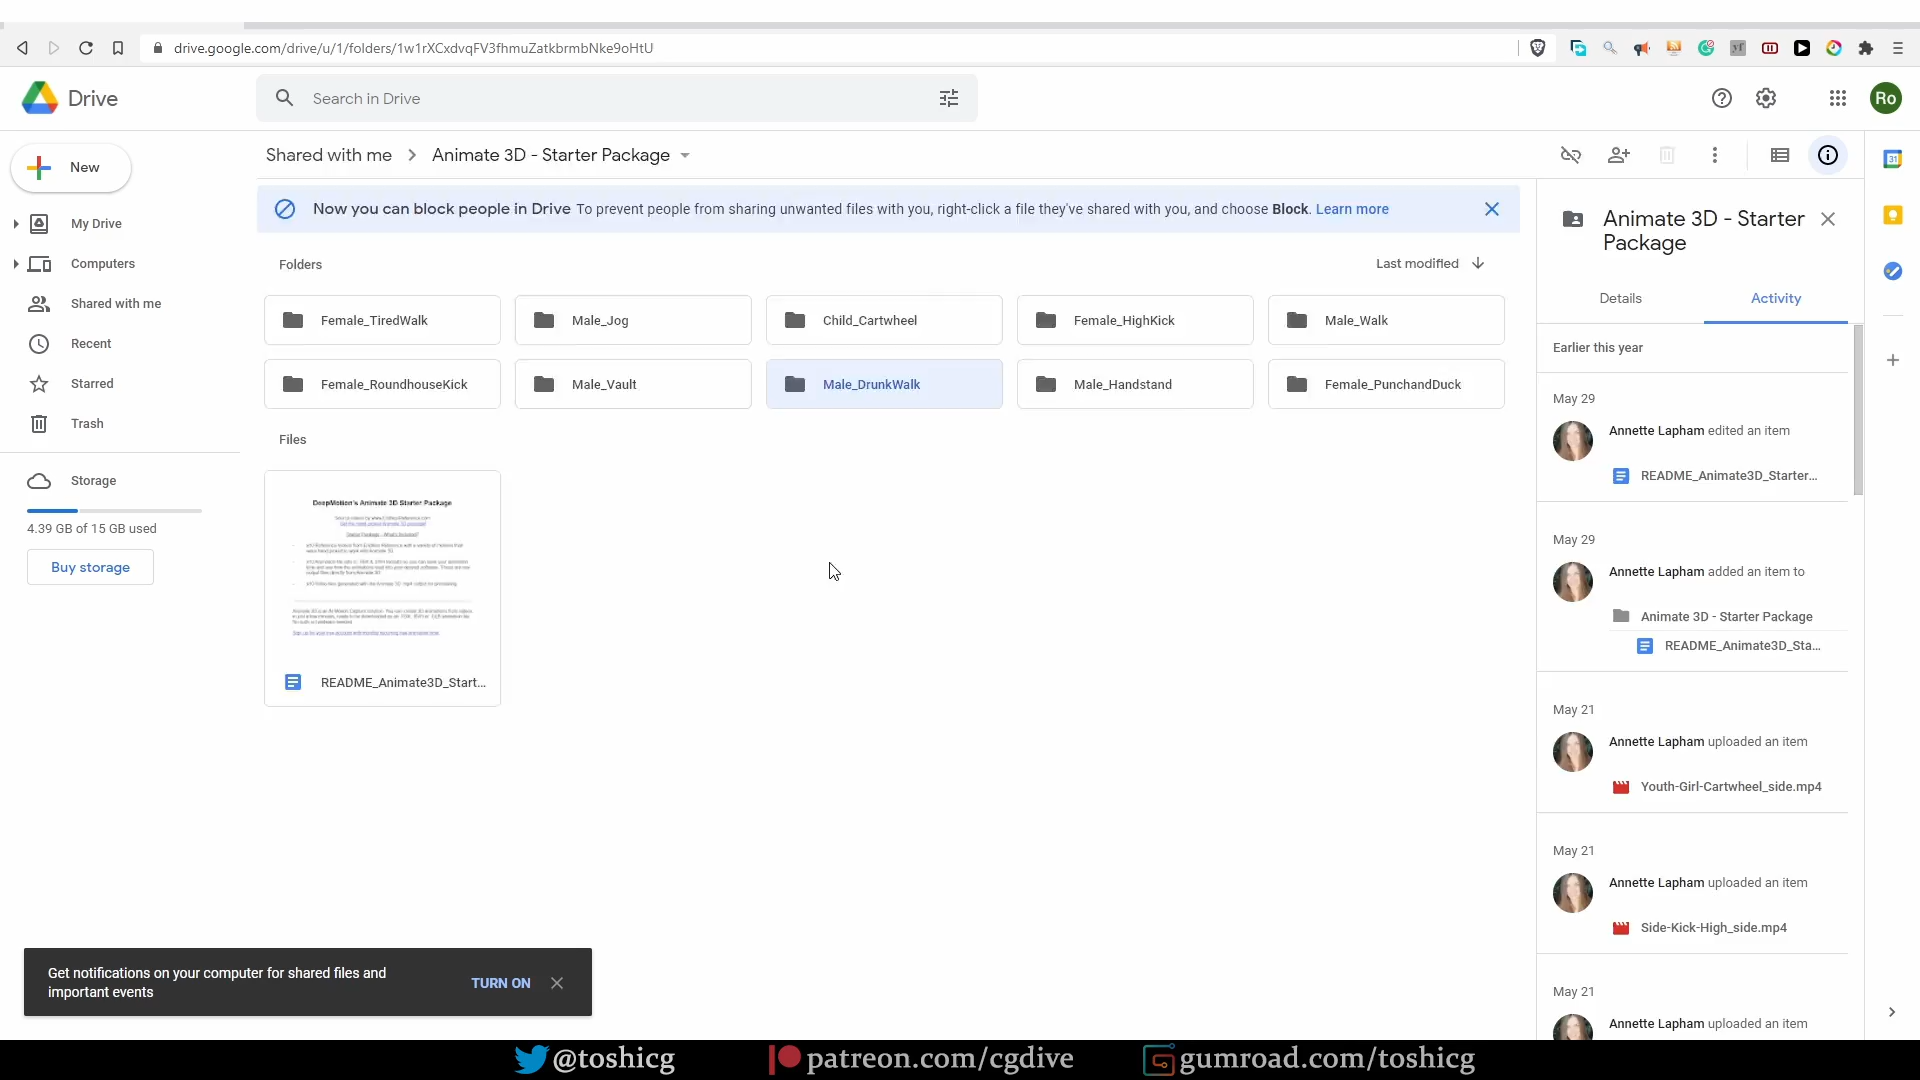 drive.google.com/drive/u/1/folders/1w1rXCxdvqFV3fhmuZatkbrmbNke9oHtU
Drive
Search in Drive
Ro
New
Shared with me
Animate 3D - Starter Package
31
My Drive
Computers
Shared with me
Recent
Starred
Trash
Storage
4.39 GB of 15 GB used
Buy storage
Now you can block people in Drive To prevent people from sharing unwanted files with you, right-click a file they've shared with you, and choose Block. Learn more
Folders
Last modified
Female_TiredWalk
Male_Jog
Child_Cartwheel
Female_HighKick
Male_Walk
Female_RoundhouseKick
Male_Vault
Male_DrunkWalk
Male_Handstand
Female_PunchandDuck
Files
DeepMotion's Animate 3D Starter Package
README_Animate3D_Start...
Animate 3D - Starter
Package
Details
Activity
Earlier this year
May 29
Annette Lapham edited an item
README_Animate3D_Starter...
May 29
Annette Lapham added an item to
Animate 3D - Starter Package
README_Animate3D_Sta...
May 21
Annette Lapham uploaded an item
Youth-Girl-Cartwheel_side.mp4
May 21
Annette Lapham uploaded an item
Side-Kick-High_side.mp4
May 21
Annette Lapham uploaded an item
Get notifications on your computer for shared files and
important events
TURN ON
@toshicg
patreon.com/cgdive
gumroad.com/toshicg